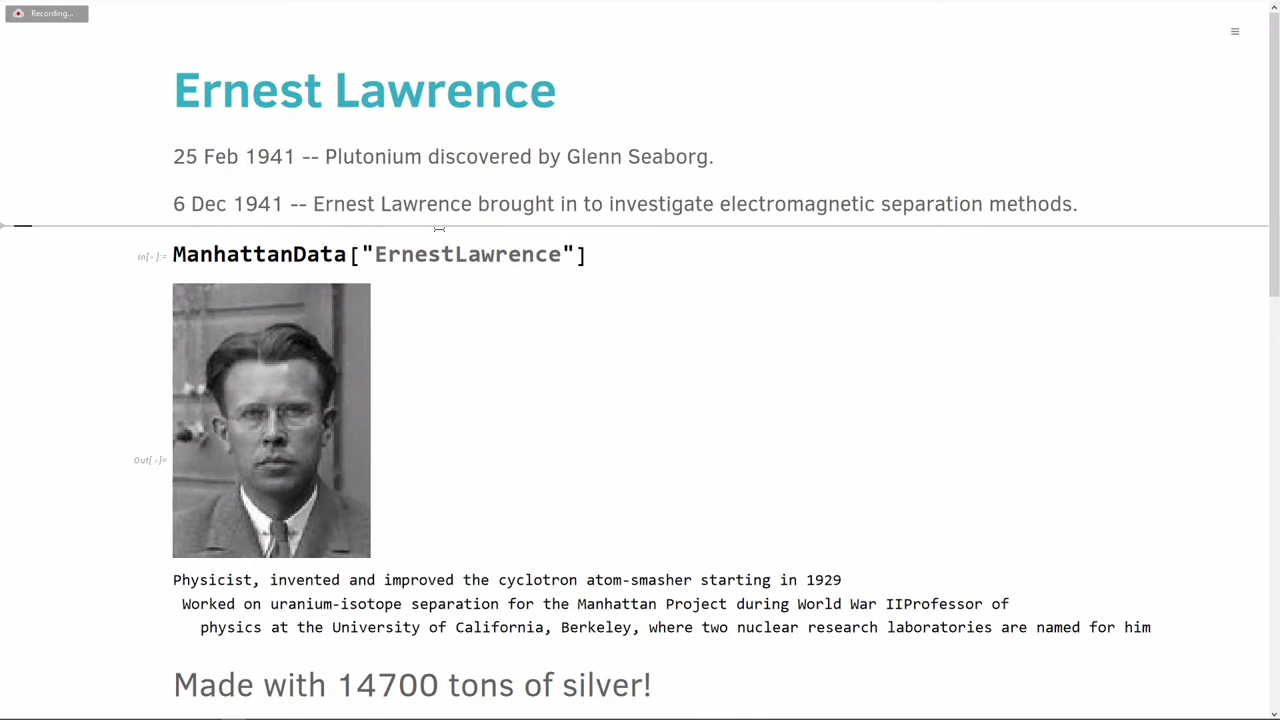 Recording...
Ernest Lawrence
25 Feb 1941 -- Plutonium discovered by Glenn Seaborg.
6 Dec 1941 -- Ernest Lawrence brought in to investigate electromagnetic separation methods.
In[ ]:= ManhattanData["ErnestLawrence"]
Out[ ]=
Physicist, invented and improved the cyclotron atom-smasher starting in 1929
Worked on uranium-isotope separation for the Manhattan Project during World War IIProfessor of
physics at the University of California, Berkeley, where two nuclear research laboratories are named for him
Made with 14700 tons of silver!